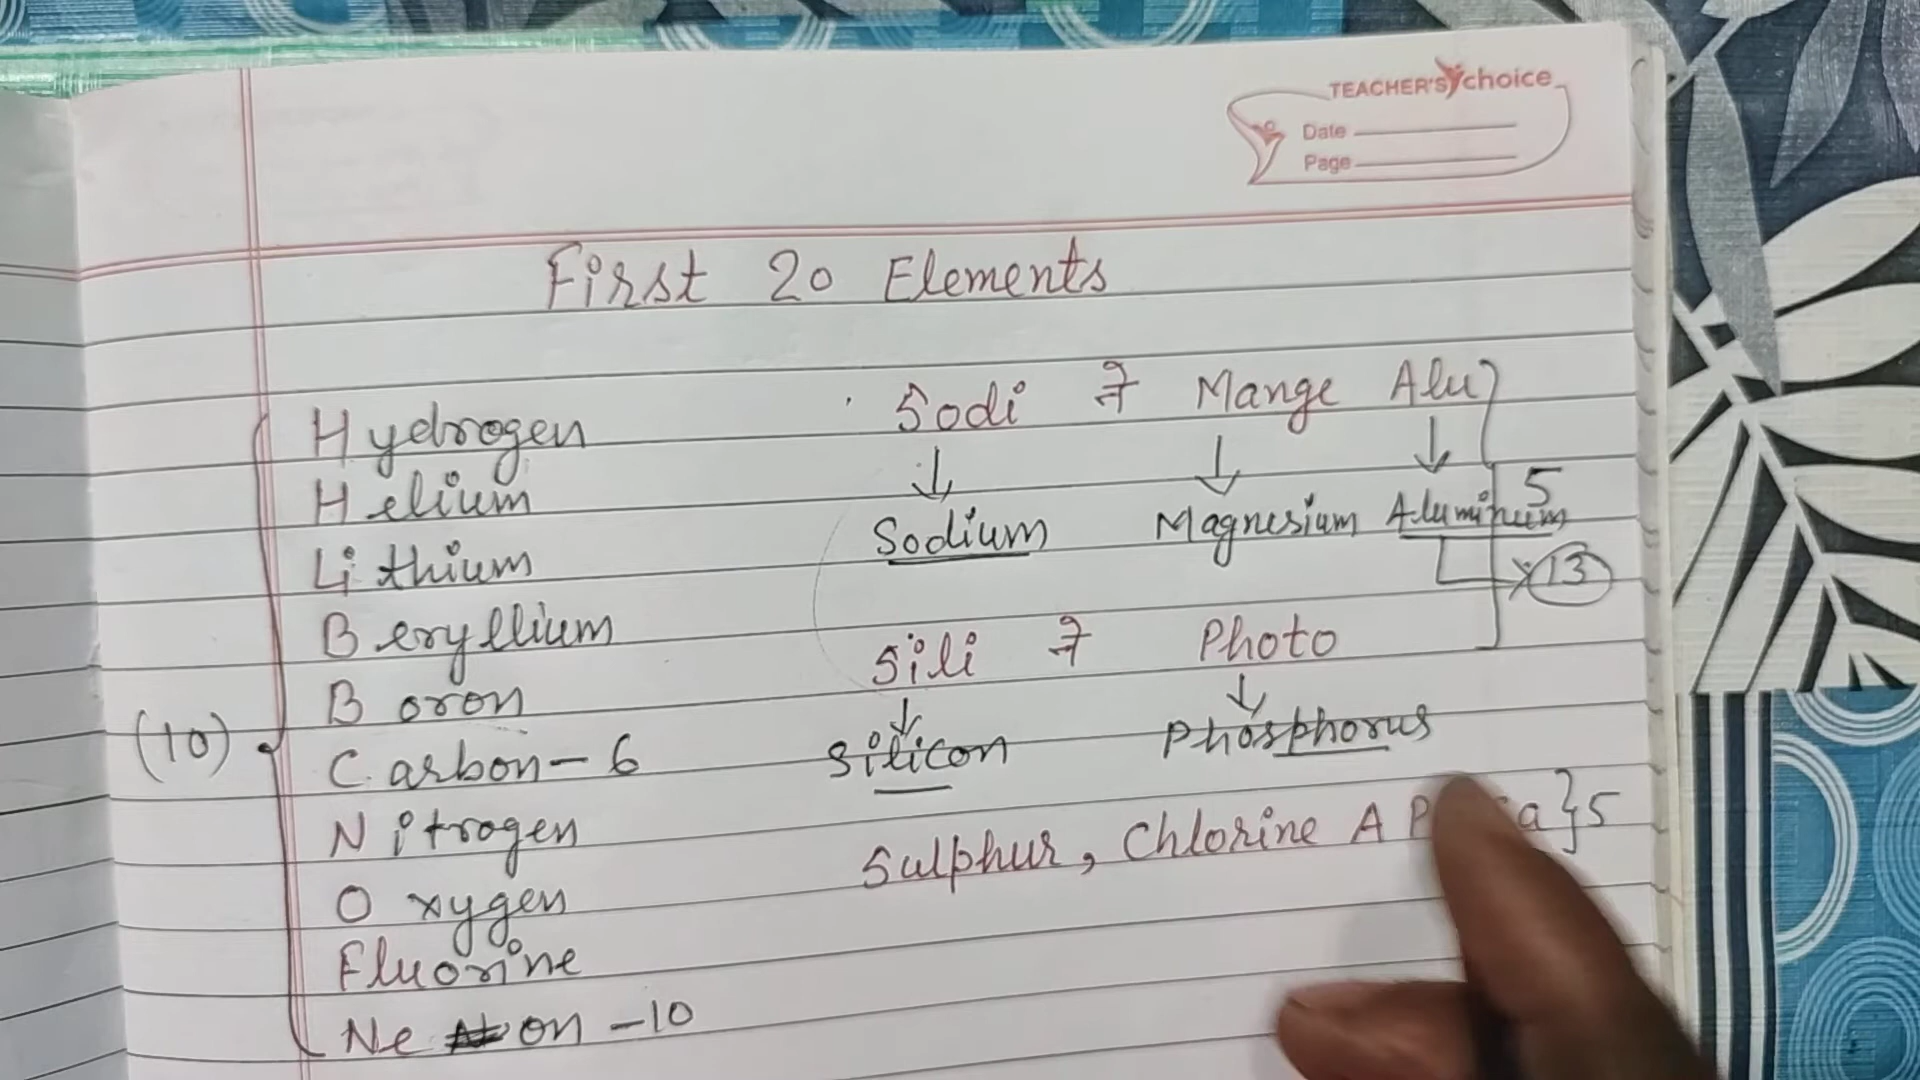 TEACHER'S choice
Date
Page
First 20 Elements
Hydrogen
Helium
Lithium
Beryllium
Boron
(10)
Carbon - 6
Nitrogen
Oxygen
Fluorine
Neon - 10
Sodi ने Mange Alu
Sodium Magnesium Aluminium
5
13
Sili ने Photo
Silicon Phosphorus
Sulphur, Chlorine A
5